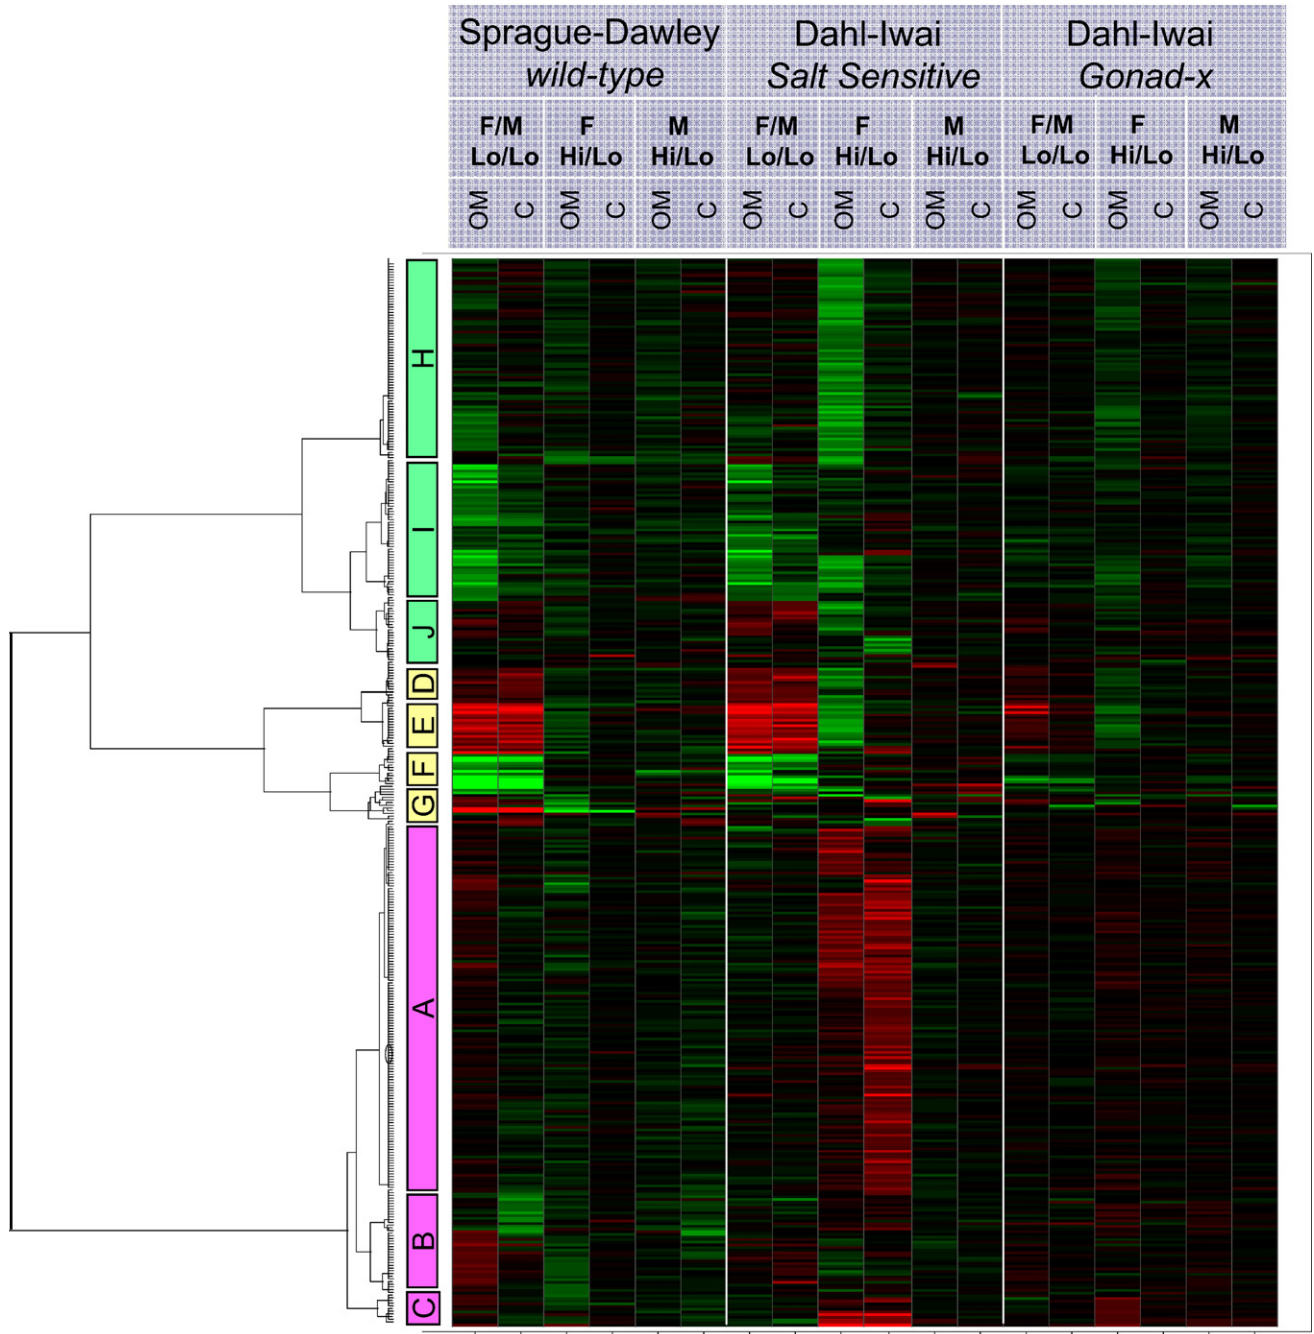 Sprague-Dawley Dahl-Iwai Dahl-Iwai
wild-type Salt Sensitive Gonad-x
F/M F M F/M F M F/M F M
Lo/Lo Hi/Lo Hi/Lo Lo/Lo Hi/Lo Hi/Lo Lo/Lo Hi/Lo Hi/Lo
OM C OM C OM C OM C OM C OM C OM C OM C OM C
H
I
J
D
E
F
G
A
B
C